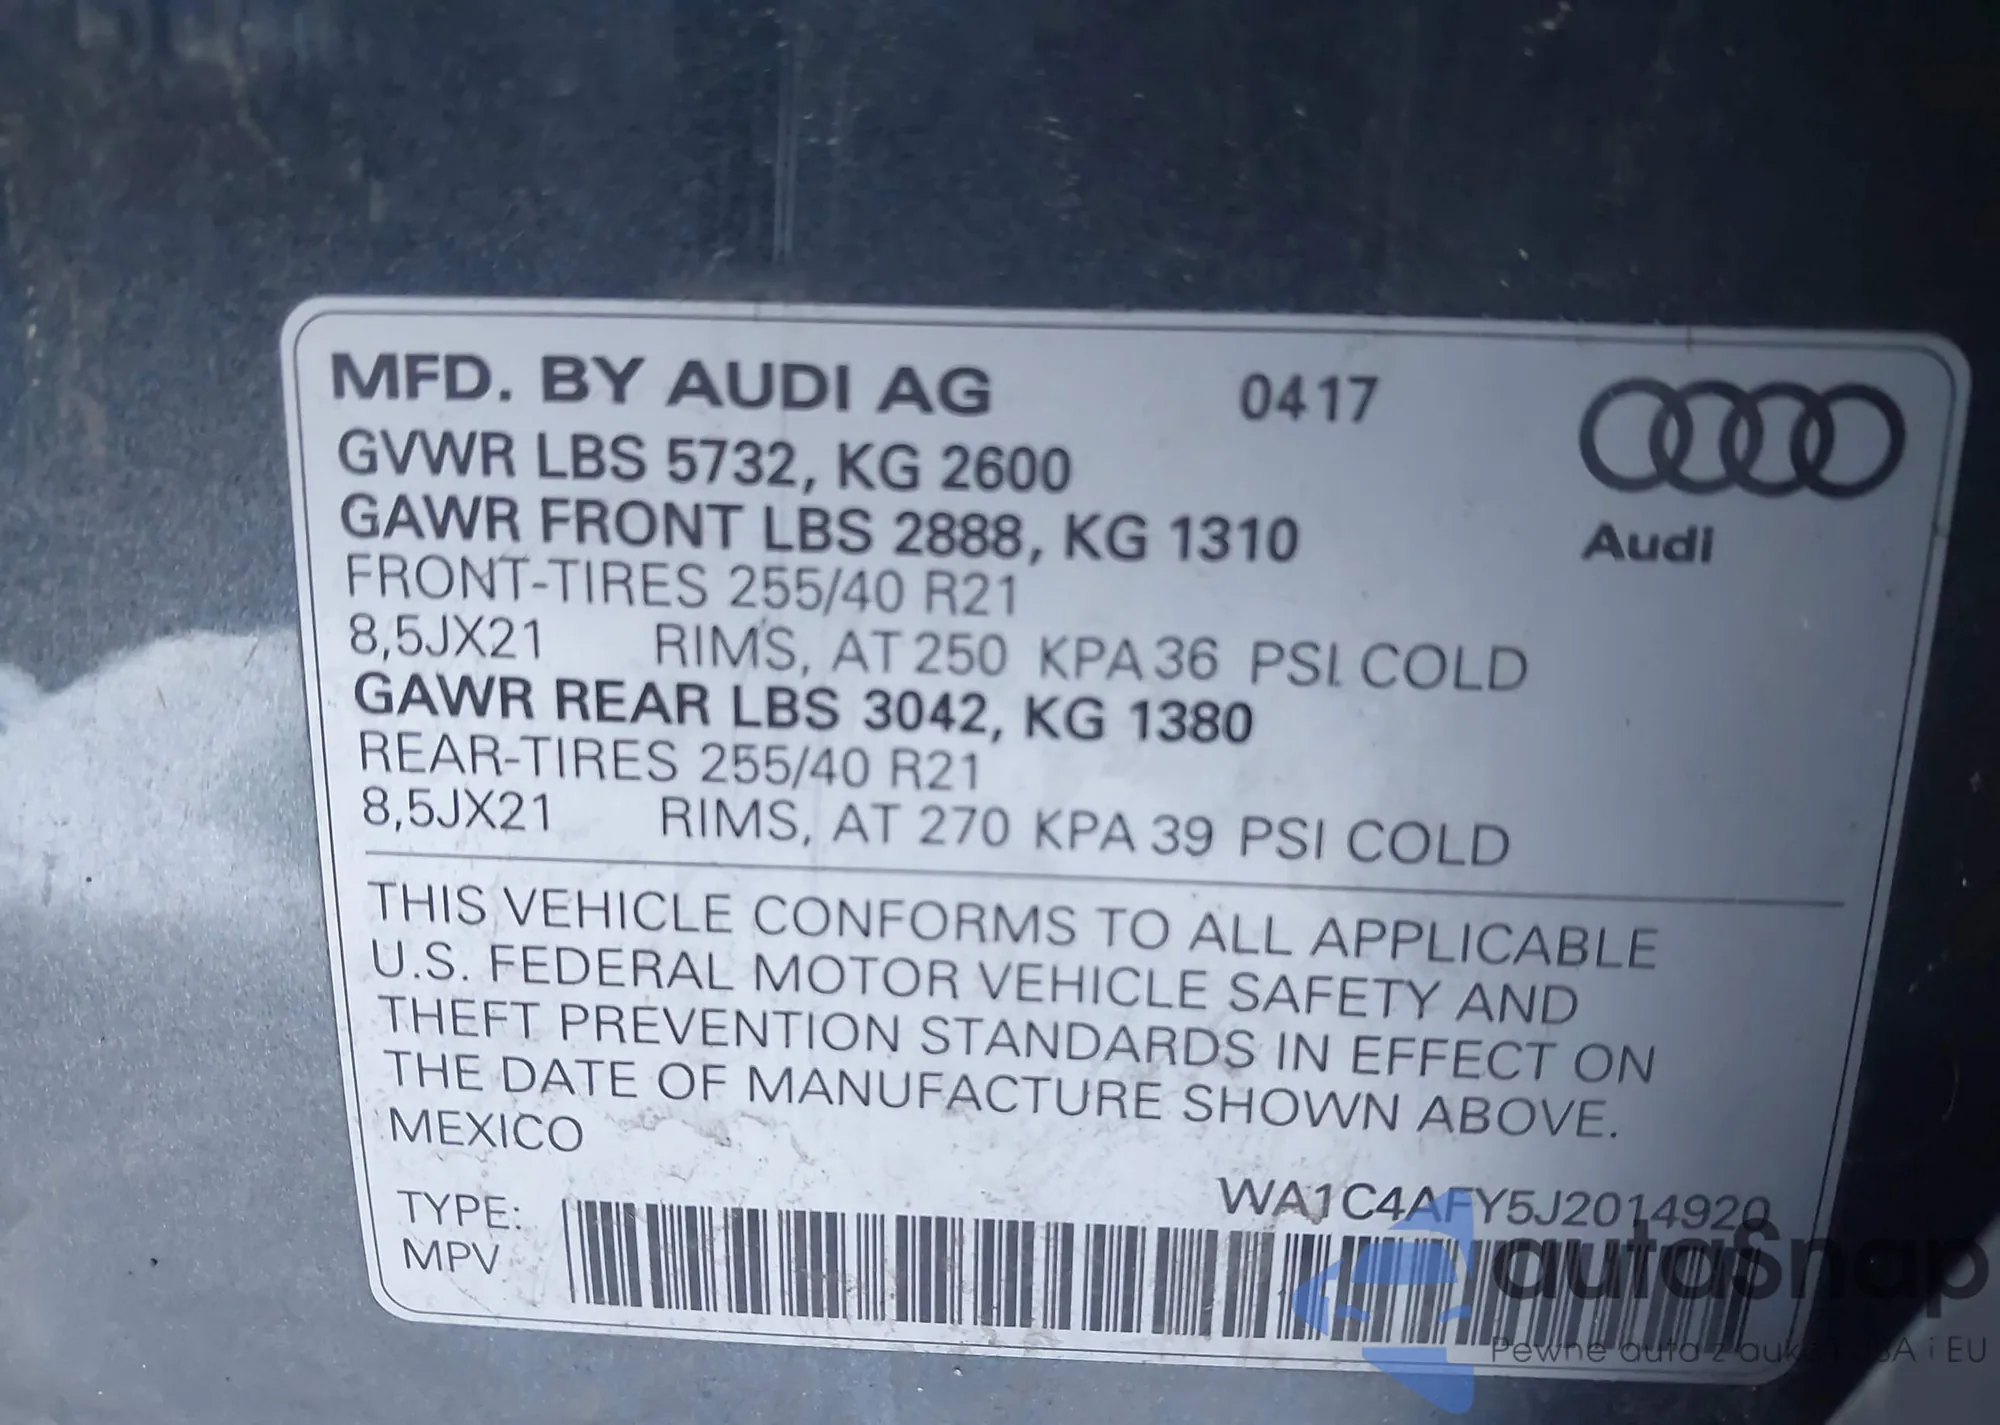 MFD. BY AUDI AG 0417
GVWR LBS 5732, KG 2600
GAWR FRONT LBS 2888, KG 1310
Audi
FRONT-TIRES 255/40 R21
8,5JX21 RIMS, AT 250 KPA 36 PSI. COLD
GAWR REAR LBS 3042, KG 1380
REAR-TIRES 255/40 R21
8,5JX21 RIMS, AT 270 KPA 39 PSI COLD
THIS VEHICLE CONFORMS TO ALL APPLICABLE
U.S. FEDERAL MOTOR VEHICLE SAFETY AND
THEFT PREVENTION STANDARDS IN EFFECT ON
THE DATE OF MANUFACTURE SHOWN ABOVE.
MEXICO
WA1C4AFY5J2014920
TYPE:
MPV
autaSnap
Pewne auta z i EU